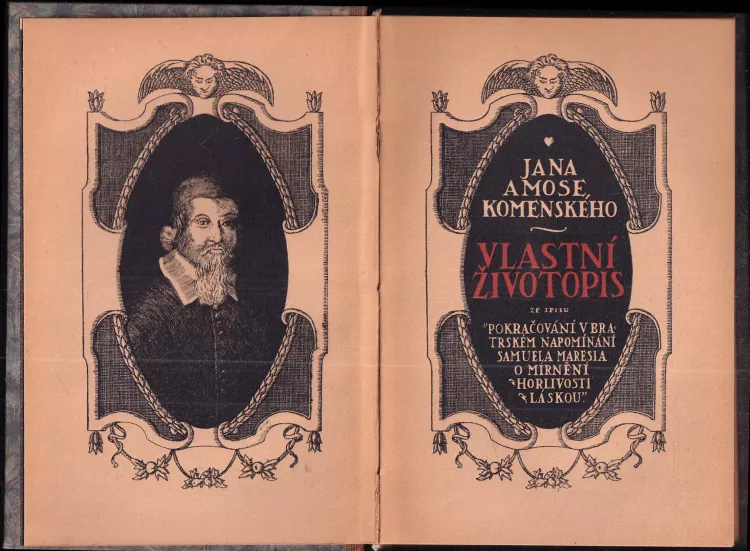 JANA
AMOSE
KOMENSKÉHO
VLASTNÍ
ŽIVOTOPIS
ZE SPISU
"POKRAČOVÁNÍ V BRA-
TRSKÉM NAPOMÍNÁNÍ
SAMUELA MARESIA
O MÍRNĚNÍ
HORLIVOSTI
LÁSKOU"